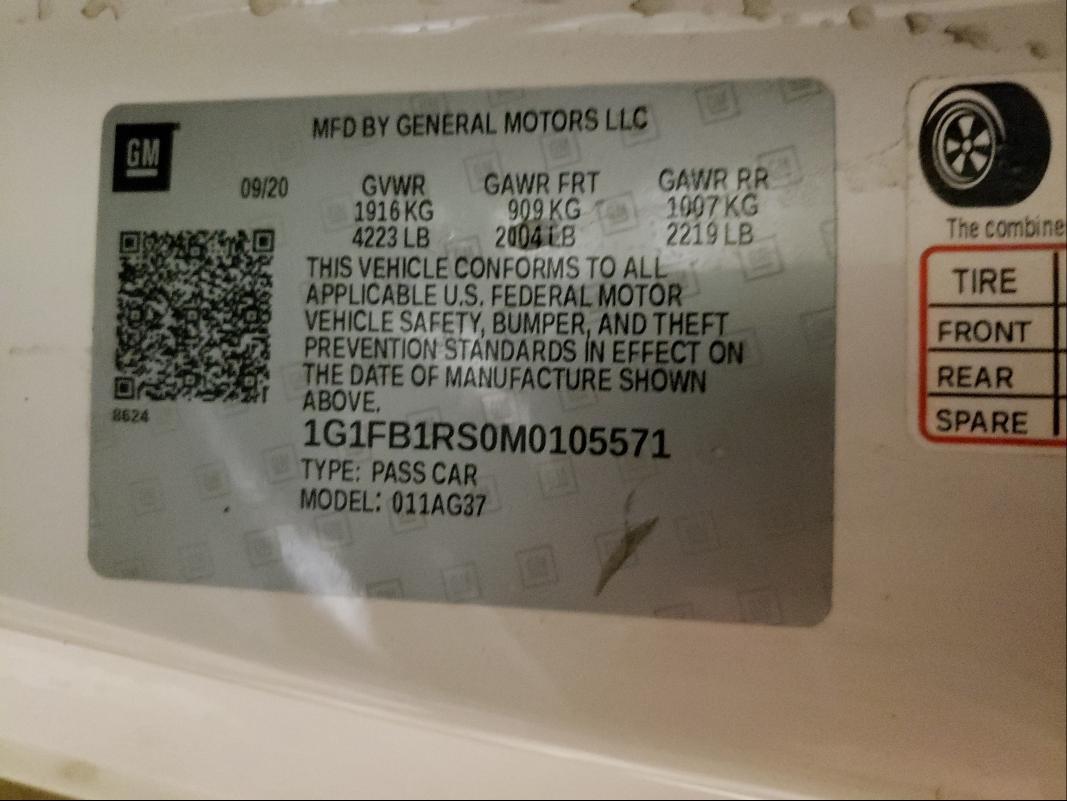 GM
MFD BY GENERAL MOTORS LLC
09/20
GVWR GAWR FRT GAWR RR
1916 KG 909 KG 1007 KG
4223 LB 2004 LB 2219 LB
THIS VEHICLE CONFORMS TO ALL
APPLICABLE U.S. FEDERAL MOTOR
VEHICLE SAFETY, BUMPER, AND THEFT
PREVENTION STANDARDS IN EFFECT ON
THE DATE OF MANUFACTURE SHOWN
ABOVE.
8624
1G1FB1RS0M0105571
TYPE: PASS CAR
MODEL: 011AG37
The combine
TIRE
FRONT
REAR
SPARE